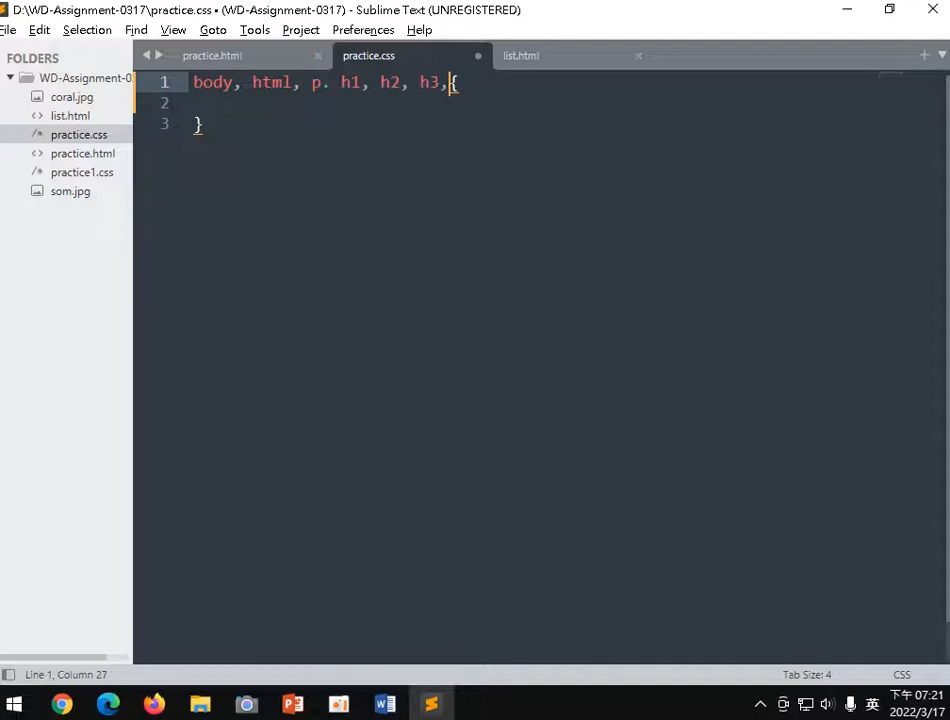 D:\WD-Assignment-0317\practice.css • (WD-Assignment-0317) - Sublime Text (UNREGISTERED)
File Edit Selection Find View Goto Tools Project Preferences Help
FOLDERS
WD-Assignment-0
coral.jpg
list.html
practice.css
practice.html
practice1.css
som.jpg
practice.html practice.css list.html
1 body, html, p. h1, h2, h3,{
2
3 }
Line 1, Column 27 Tab Size: 4 CSS
英 下午 07:21
2022/3/17